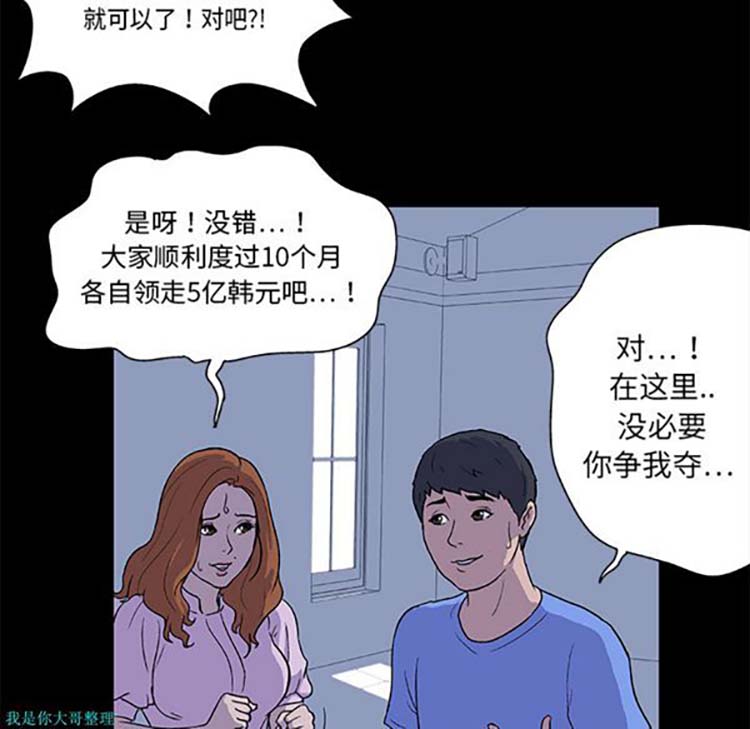 就可以了！对吧?!
是呀！没错...！
大家顺利度过10个月
各自领走5亿韩元吧...！
对...！
在这里..
没必要
你争我夺...
我是你大哥整理